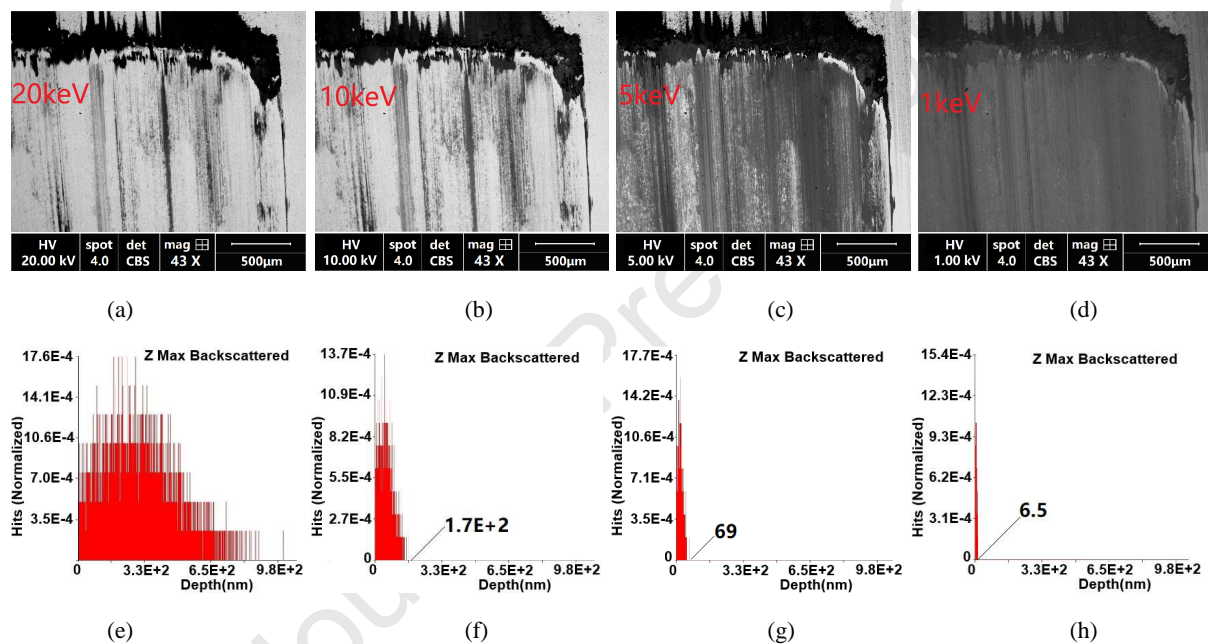 20keV
10keV
5keV
1keV
HV spot det mag 500µm
20.00 kV 4.0 CBS 43 X
HV spot det mag 500µm
10.00 kV 4.0 CBS 43 X
HV spot det mag 500µm
5.00 kV 4.0 CBS 43 X
HV spot det mag 500µm
1.00 kV 4.0 CBS 43 X
(a) (b) (c) (d)
Z Max Backscattered
Hits (Normalized)
17.6E-4
14.1E-4
10.6E-4
7.0E-4
3.5E-4
0 3.3E+2 6.5E+2 9.8E+2
Depth(nm)
Z Max Backscattered
Hits (Normalized)
13.7E-4
10.9E-4
8.2E-4
5.5E-4
2.7E-4
0
1.7E+2
0 3.3E+2 6.5E+2 9.8E+2
Depth(nm)
Z Max Backscattered
Hits (Normalized)
17.7E-4
14.2E-4
10.6E-4
7.1E-4
3.5E-4
0
69
0 3.3E+2 6.5E+2 9.8E+2
Depth(nm)
Z Max Backscattered
Hits (Normalized)
15.4E-4
12.3E-4
9.3E-4
6.2E-4
3.1E-4
0
6.5
0 3.3E+2 6.5E+2 9.8E+2
Depth(nm)
(e) (f) (g) (h)